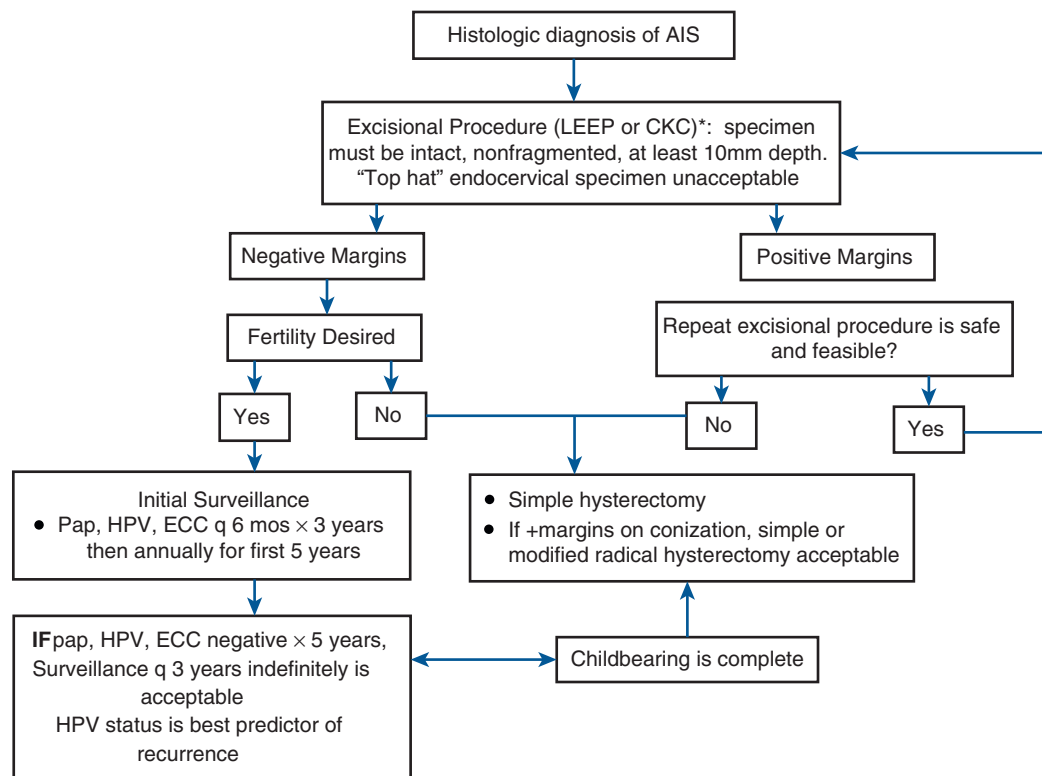 Histologic diagnosis of AIS
Excisional Procedure (LEEP or CKC)*: specimen
must be intact, nonfragmented, at least 10mm depth.
“Top hat” endocervical specimen unacceptable
Negative Margins
Positive Margins
Fertility Desired
Repeat excisional procedure is safe
and feasible?
Yes
No
No
Yes
Initial Surveillance
● Pap, HPV, ECC q 6 mos × 3 years
then annually for first 5 years
● Simple hysterectomy
● If +margins on conization, simple or
modified radical hysterectomy acceptable
IFpap, HPV, ECC negative × 5 years,
Surveillance q 3 years indefinitely is
acceptable
HPV status is best predictor of
recurrence
Childbearing is complete